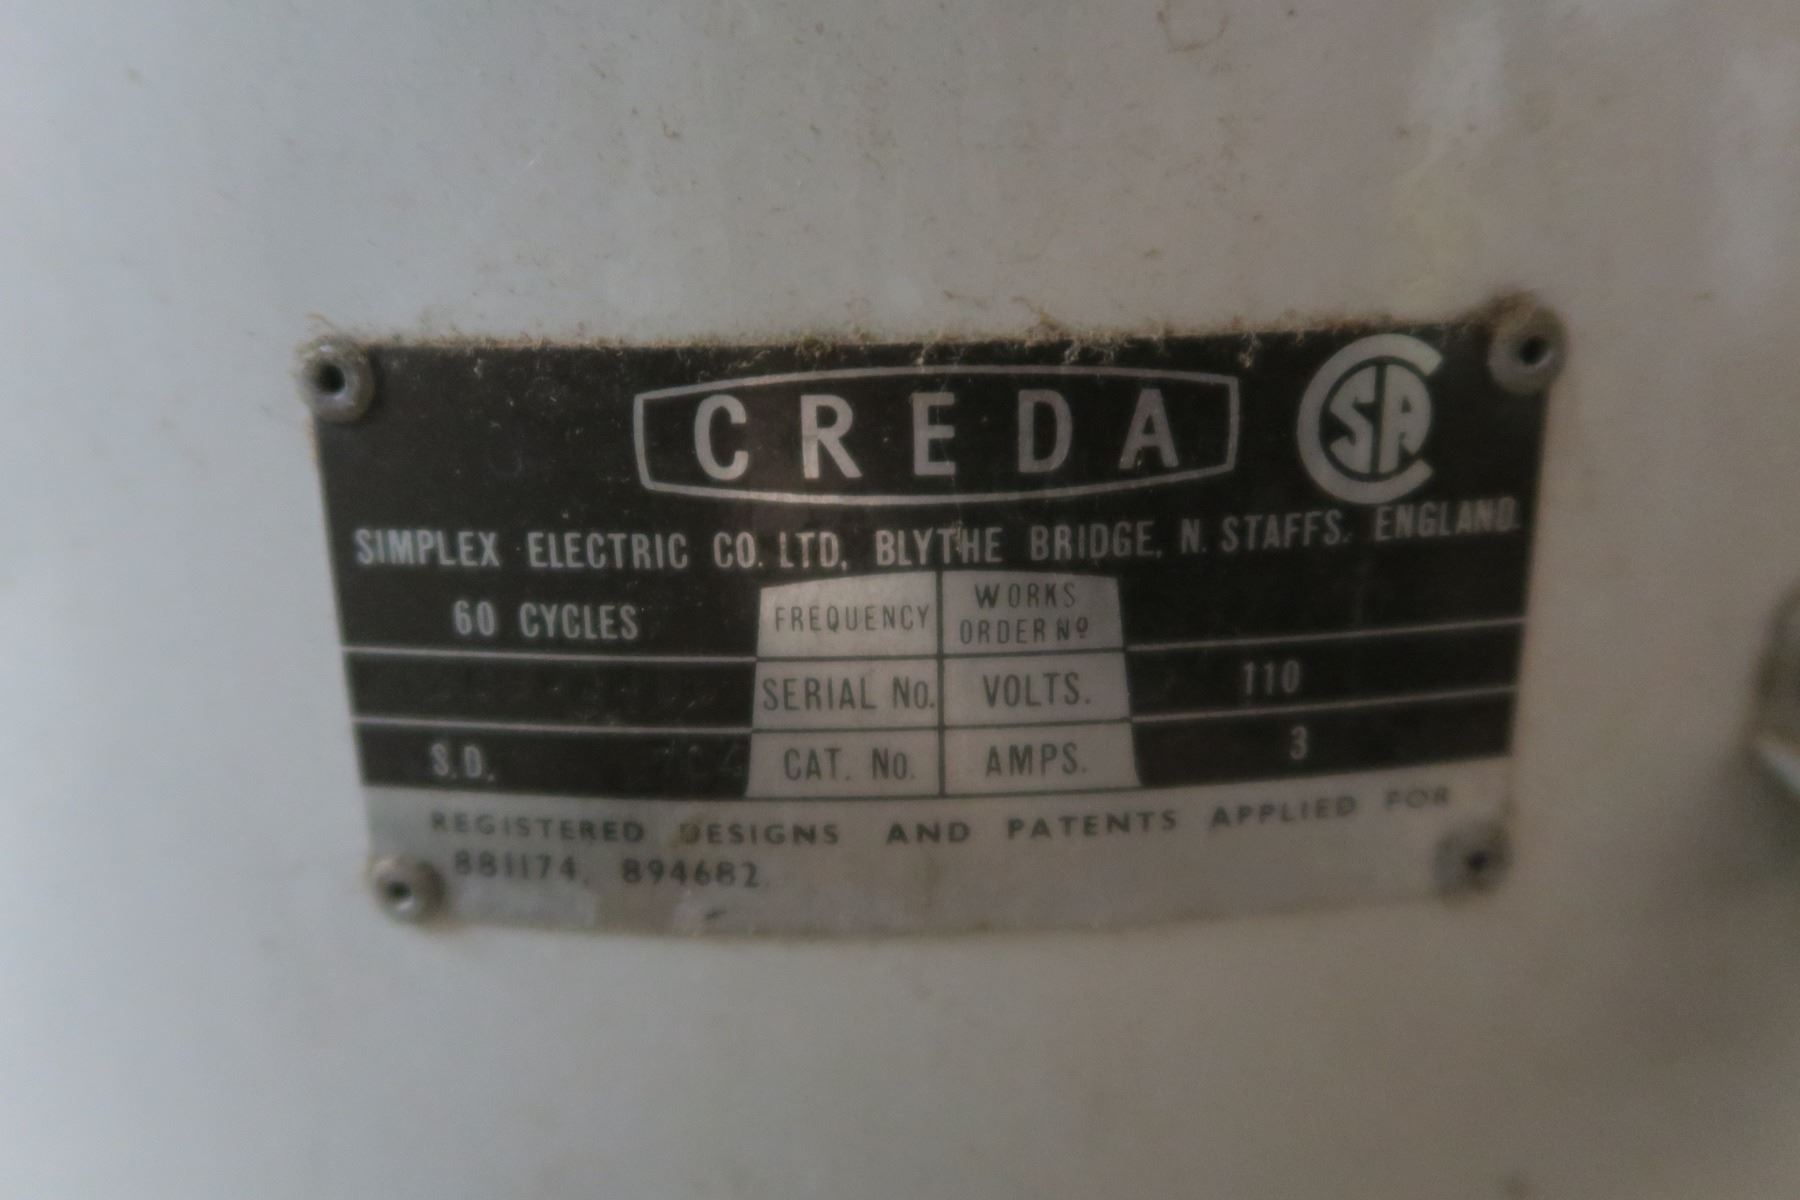 CREDA
CSA
SIMPLEX ELECTRIC CO. LTD, BLYTHE BRIDGE, N. STAFFS. ENGLAND.
60 CYCLES FREQUENCY WORKS ORDER Nº
SERIAL No. VOLTS. 110
S.D. CAT. No. AMPS. 3
REGISTERED DESIGNS AND PATENTS APPLIED FOR
881174, 894682